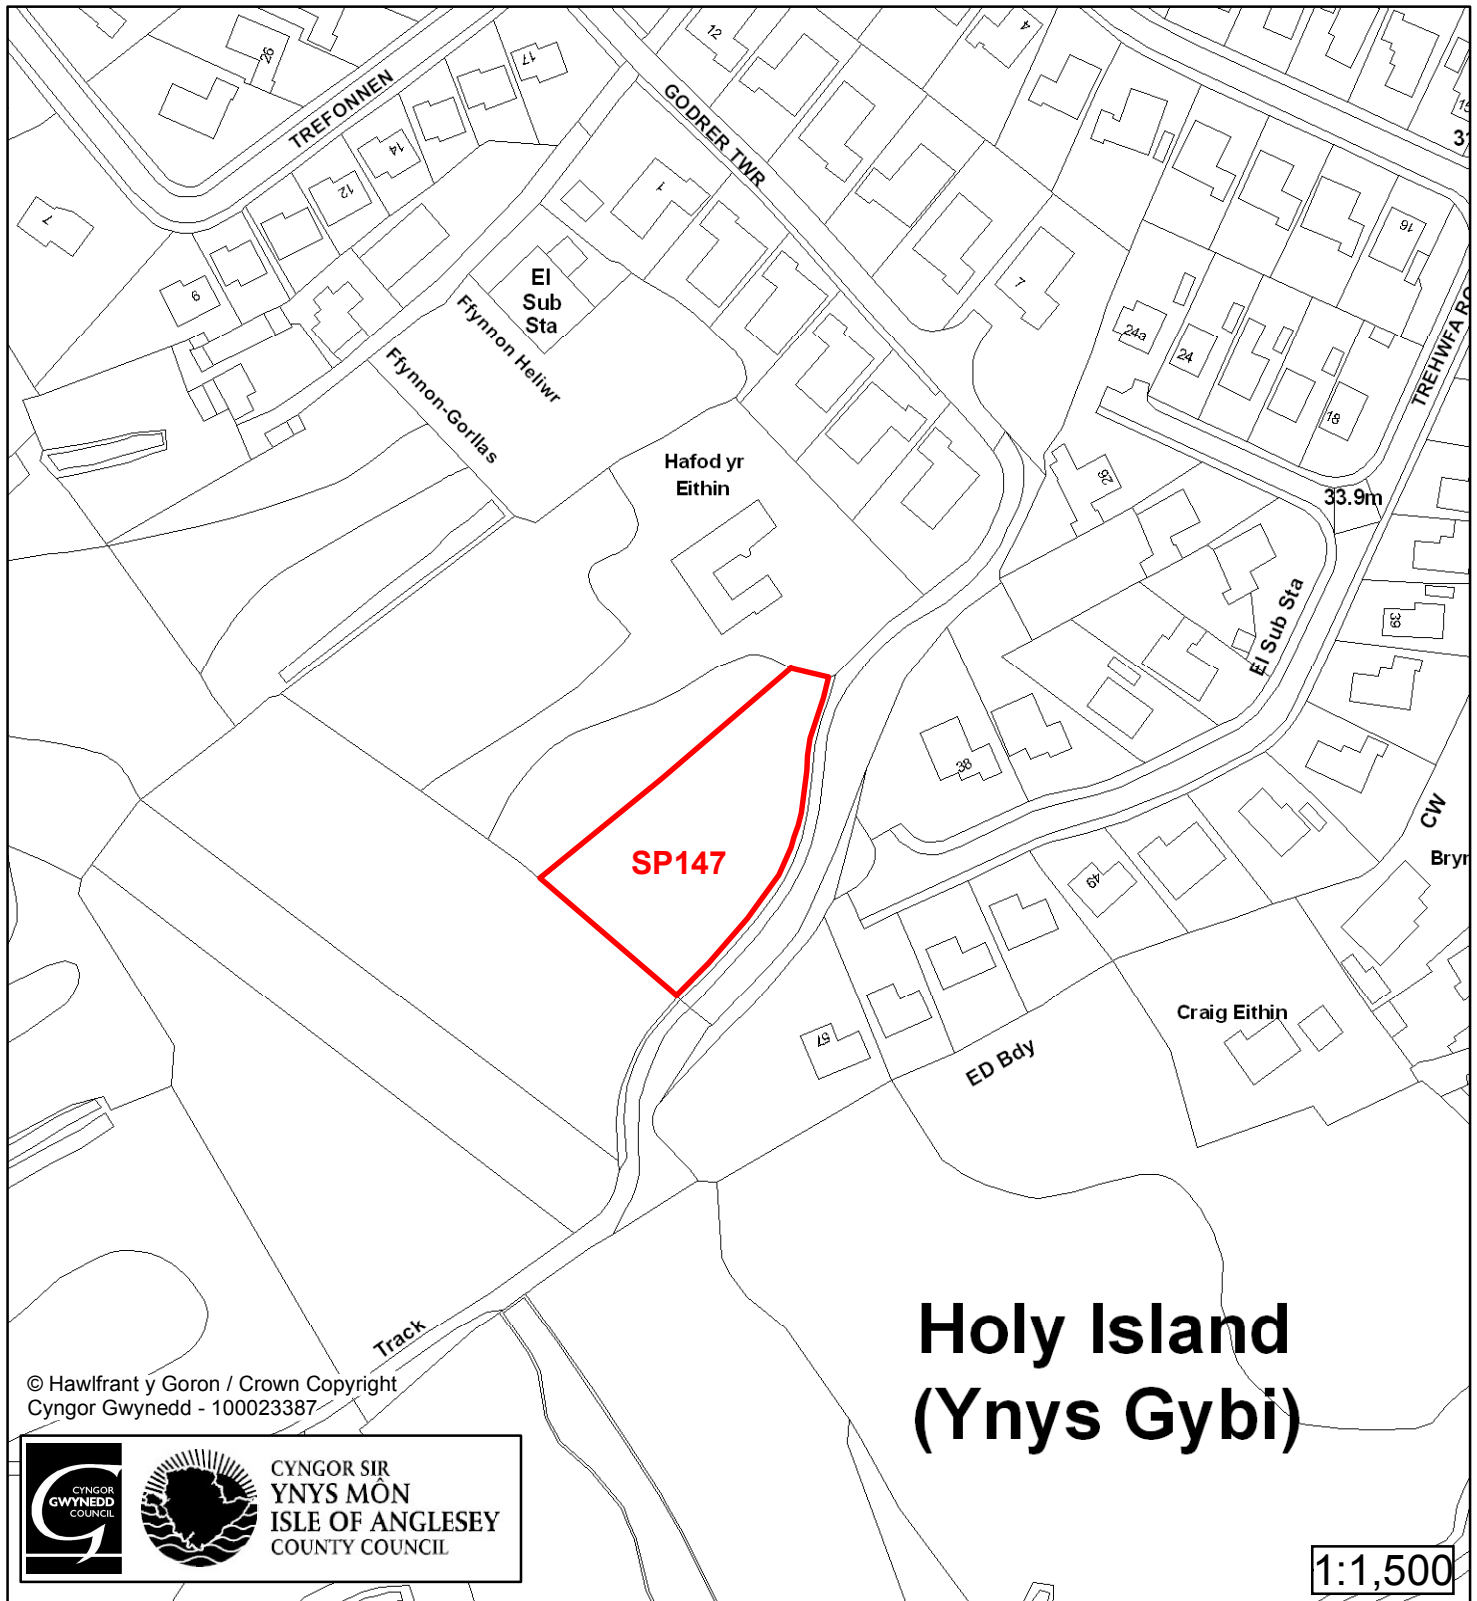 26
17
TREFONNEN
14
12
7
9
12
4
GODRER TWR
1
7
El
Sub
Sta
Ffynnon Heliwr
Ffynnon-Gorllas
Hafod yr
Eithin
16
24a
24
18
TREHWFA
26
33.9m
El Sub Sta
39
38
SP147
49
57
CW
Craig Eithin
ED Bdy
Track
Holy Island
(Ynys Gybi)
© Hawlfrant y Goron / Crown Copyright
Cyngor Gwynedd - 100023387
CYNGOR
GWYNEDD
COUNCIL
CYNGOR SIR
YNYS MÔN
ISLE OF ANGLESEY
COUNTY COUNCIL
1:1,500